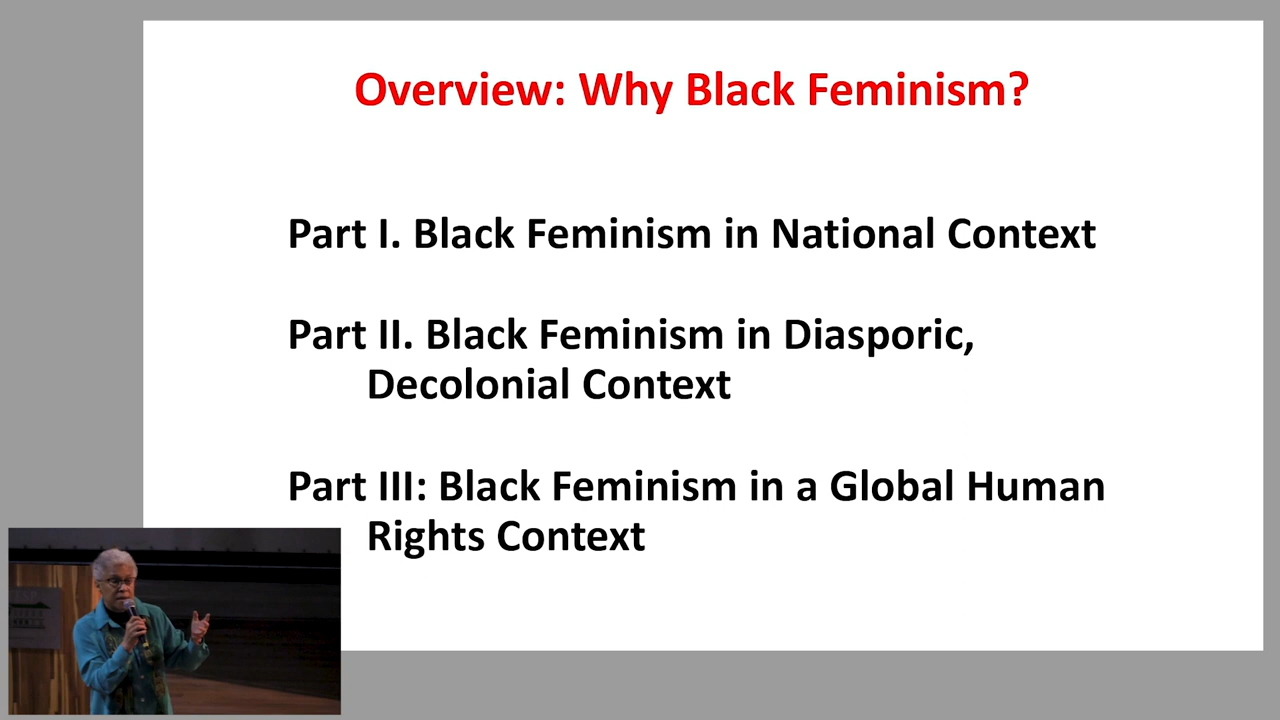 Overview: Why Black Feminism?
Part I. Black Feminism in National Context
Part II. Black Feminism in Diasporic,
Decolonial Context
Part III: Black Feminism in a Global Human
Rights Context